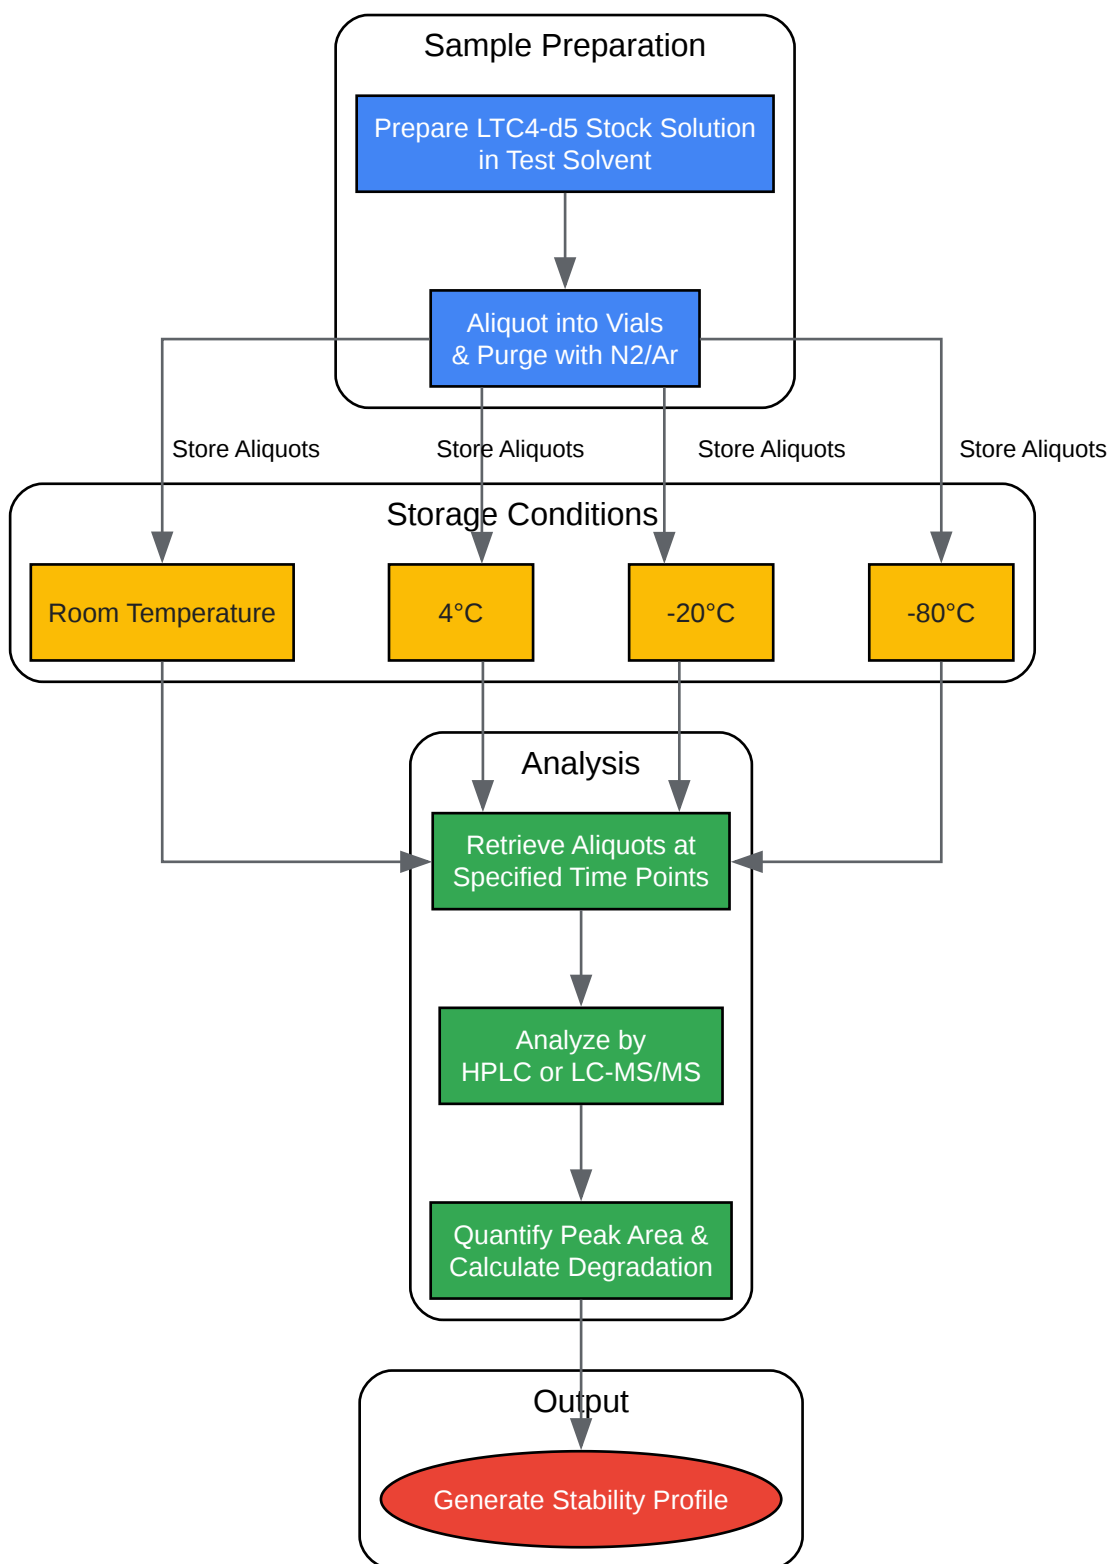 Sample Preparation
Prepare LTC4-d5 Stock Solution
in Test Solvent
Aliquot into Vials
& Purge with N2/Ar
Store Aliquots
Store Aliquots
Store Aliquots
Store Aliquots
Storage Conditions
Room Temperature
4°C
-20°C
-80°C
Analysis
Retrieve Aliquots at
Specified Time Points
Analyze by
HPLC or LC-MS/MS
Quantify Peak Area &
Calculate Degradation
Output
Generate Stability Profile